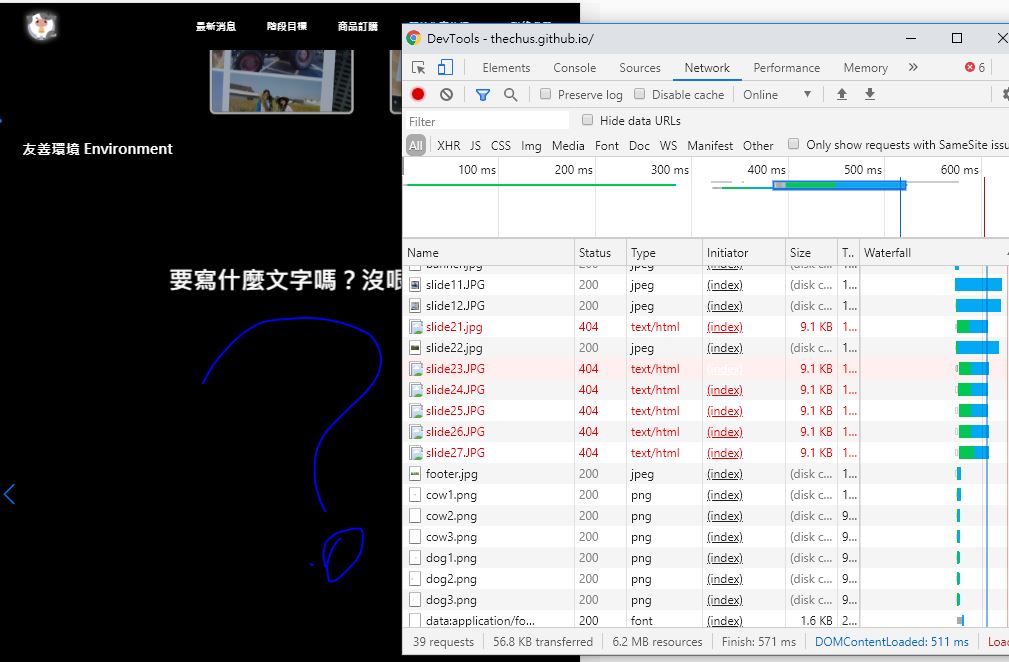 最新消息 階段目標 商品訂購
友善環境 Environment
要寫什麼文字嗎？沒
DevTools - thechus.github.io/
Elements Console Sources Network Performance Memory » 6
Preserve log Disable cache Online ▼
Filter Hide data URLs
All XHR JS CSS Img Media Font Doc WS Manifest Other Only show requests with SameSite issu
100 ms 200 ms 300 ms 400 ms 500 ms 600 ms
Name Status Type Initiator Size T.. Waterfall
banner.jpg 200 jpeg (index) (disk c...
slide11.JPG 200 jpeg (index) (disk c... 1...
slide12.JPG 200 jpeg (index) (disk c... 1...
slide21.jpg 404 text/html (index) 9.1 KB 1...
slide22.jpg 200 jpeg (index) (disk c... 1...
slide23.JPG 404 text/html (index) 9.1 KB 1...
slide24.JPG 404 text/html (index) 9.1 KB 1...
slide25.JPG 404 text/html (index) 9.1 KB 1...
slide26.JPG 404 text/html (index) 9.1 KB 1...
slide27.JPG 404 text/html (index) 9.1 KB 1...
footer.jpg 200 jpeg (index) (disk c... 1...
cow1.png 200 png (index) (disk c... 1...
cow2.png 200 png (index) (disk c... 9...
cow3.png 200 png (index) (disk c... 9...
dog1.png 200 png (index) (disk c... 9...
dog2.png 200 png (index) (disk c... 9...
dog3.png 200 png (index) (disk c... 9...
data:application/fo... 200 font (index) 1.6 KB 2...
39 requests 56.8 KB transferred 6.2 MB resources Finish: 571 ms DOMContentLoaded: 511 ms Loa
?